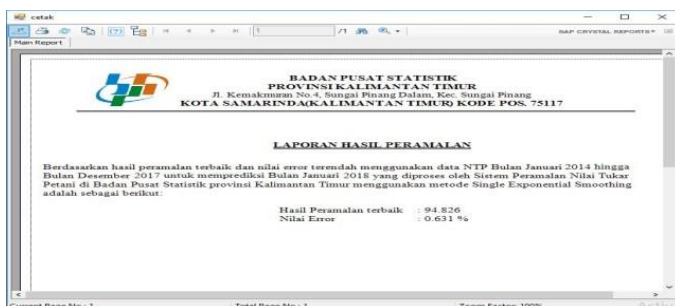 cetak
1 /1 SAP CRYSTAL REPORTS
Main Report
BADAN PUSAT STATISTIK
PROVINSI KALIMANTAN TIMUR
Jl. Kemakmuran No.4, Sungai Pinang Dalam, Kec. Sungai Pinang
KOTA SAMARINDA(KALIMANTAN TIMUR) KODE POS. 75117
LAPORAN HASIL PERAMALAN
Berdasarkan hasil peramalan terbaik dan nilai error terendah menggunakan data NTP Bulan Januari 2014 hingga
Bulan Desember 2017 untuk memprediksi Bulan Januari 2018 yang diproses oleh Sistem Peramalan Nilai Tukar
Petani di Badan Pusat Statistik provinsi Kalimantan Timur menggunakan metode Single Exponential Smoothing
adalah sebagai berikut:
Hasil Peramalan terbaik : 94.826
Nilai Error : 0.631 %
Current Page No.: 1 Total Page No.: 1 Zoom Factor: 100%